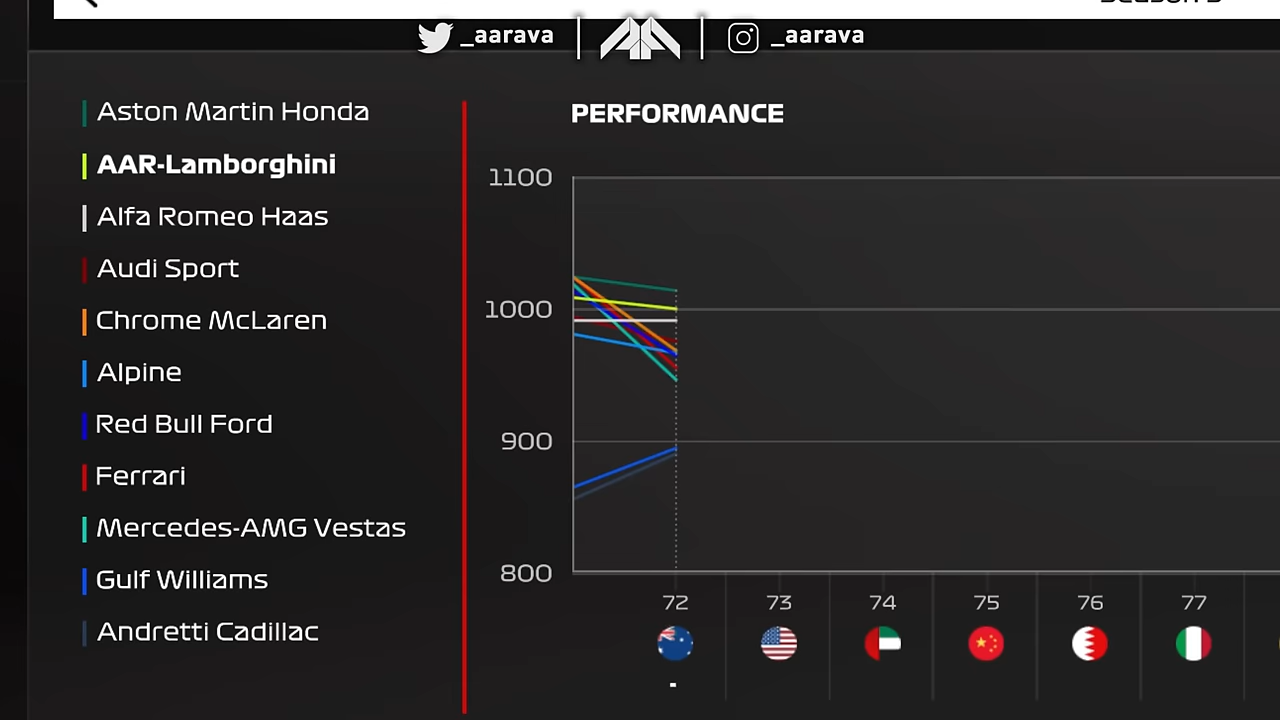 _aarava
_aarava
Aston Martin Honda
AAR-Lamborghini
Alfa Romeo Haas
Audi Sport
Chrome McLaren
Alpine
Red Bull Ford
Ferrari
Mercedes-AMG Vestas
Gulf Williams
Andretti Cadillac
PERFORMANCE
1100
1000
900
800
72
73
74
75
76
77
-